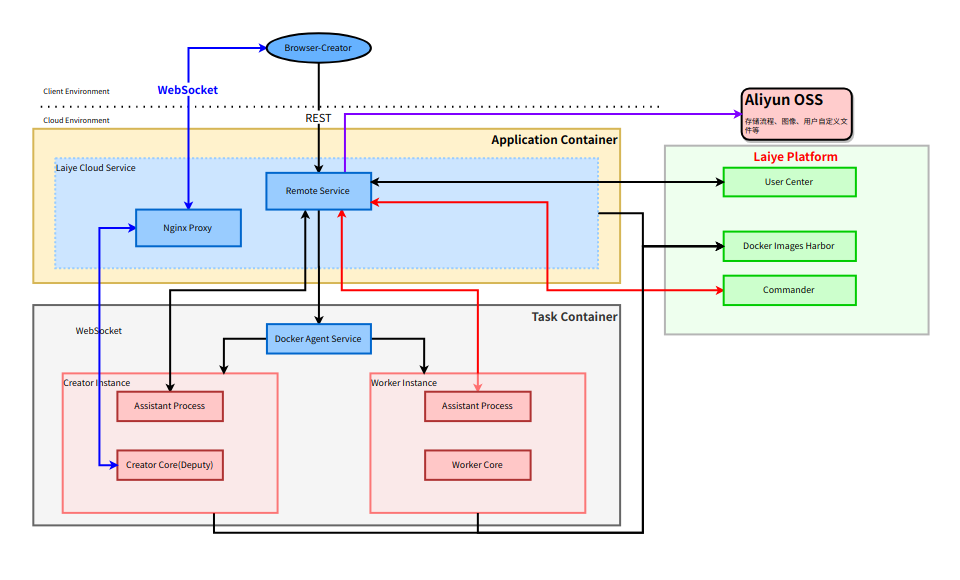 Browser-Creator
Client Environment
WebSocket
Cloud Environment
REST
Aliyun OSS
存储流程、图像、用户自定义文
件等
Application Container
Laiye Cloud Service
Remote Service
Nginx Proxy
Laiye Platform
User Center
Docker Images Harbor
Commander
Task Container
WebSocket
Docker Agent Service
Creator Instance
Assistant Process
Creator Core(Deputy)
Worker Instance
Assistant Process
Worker Core